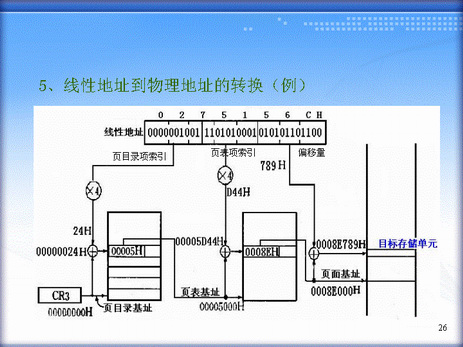 5、线性地址到物理地址的转换（例）
0 2 7 5 1 5 6 C H
线性地址 0000001001 1101010001 010101101100
页目录项索引 页表项索引 偏移量
789H
×4 ×4
D44H
24H
00000024H 00005H 00005D44H 0008EH 0008E789H 目标存储单元
CR3 页目录基址 页表基址 页面基址
00000000H 00005000H 0008E000H
26